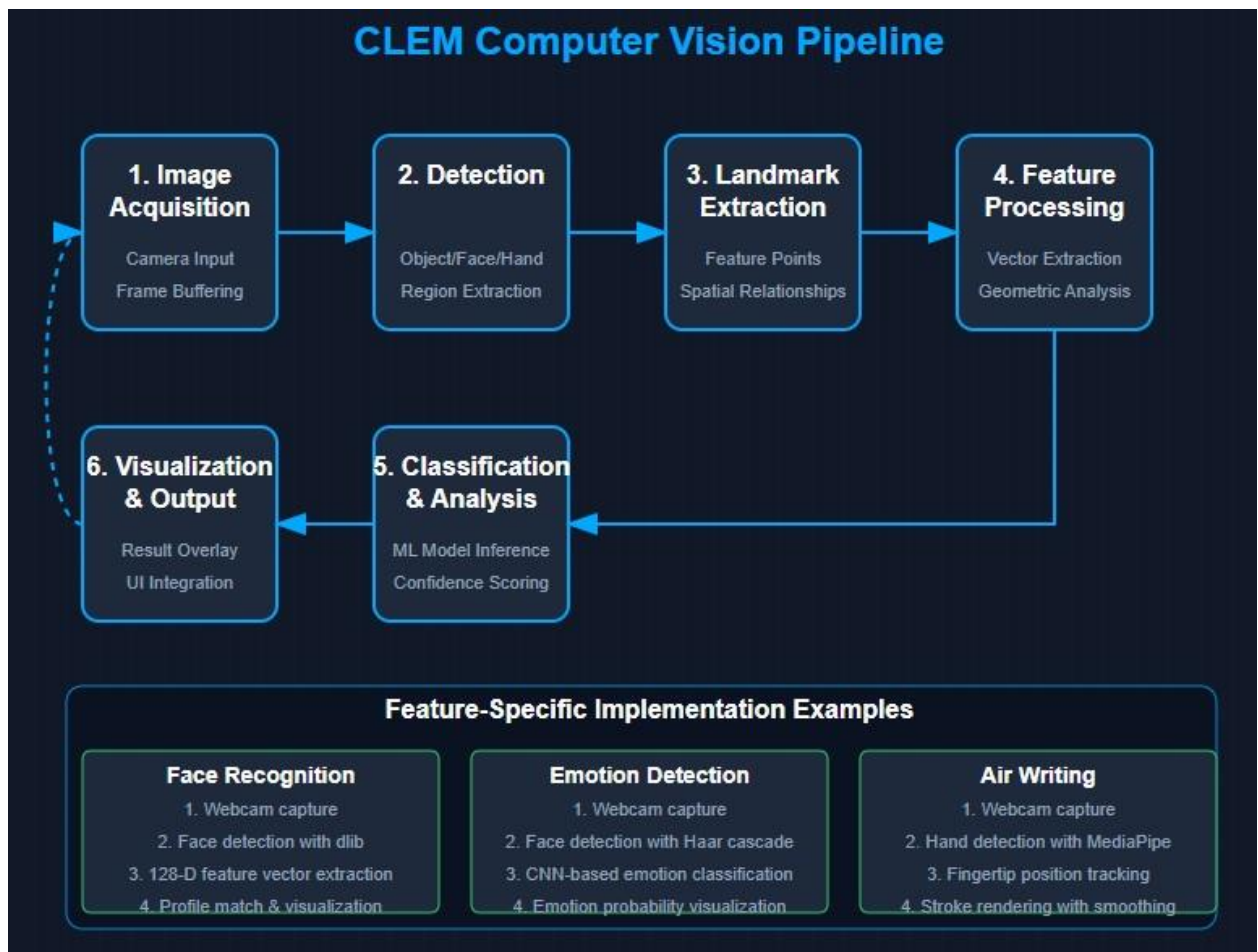 CLEM Computer Vision Pipeline
1. Image
Acquisition
Camera Input
Frame Buffering
2. Detection
Object/Face/Hand
Region Extraction
3. Landmark
Extraction
Feature Points
Spatial Relationships
4. Feature
Processing
Vector Extraction
Geometric Analysis
5. Classification
& Analysis
ML Model Inference
Confidence Scoring
6. Visualization
& Output
Result Overlay
UI Integration
Feature-Specific Implementation Examples
Face Recognition
1. Webcam capture
2. Face detection with dlib
3. 128-D feature vector extraction
4. Profile match & visualization
Emotion Detection
1. Webcam capture
2. Face detection with Haar cascade
3. CNN-based emotion classification
4. Emotion probability visualization
Air Writing
1. Webcam capture
2. Hand detection with MediaPipe
3. Fingertip position tracking
4. Stroke rendering with smoothing